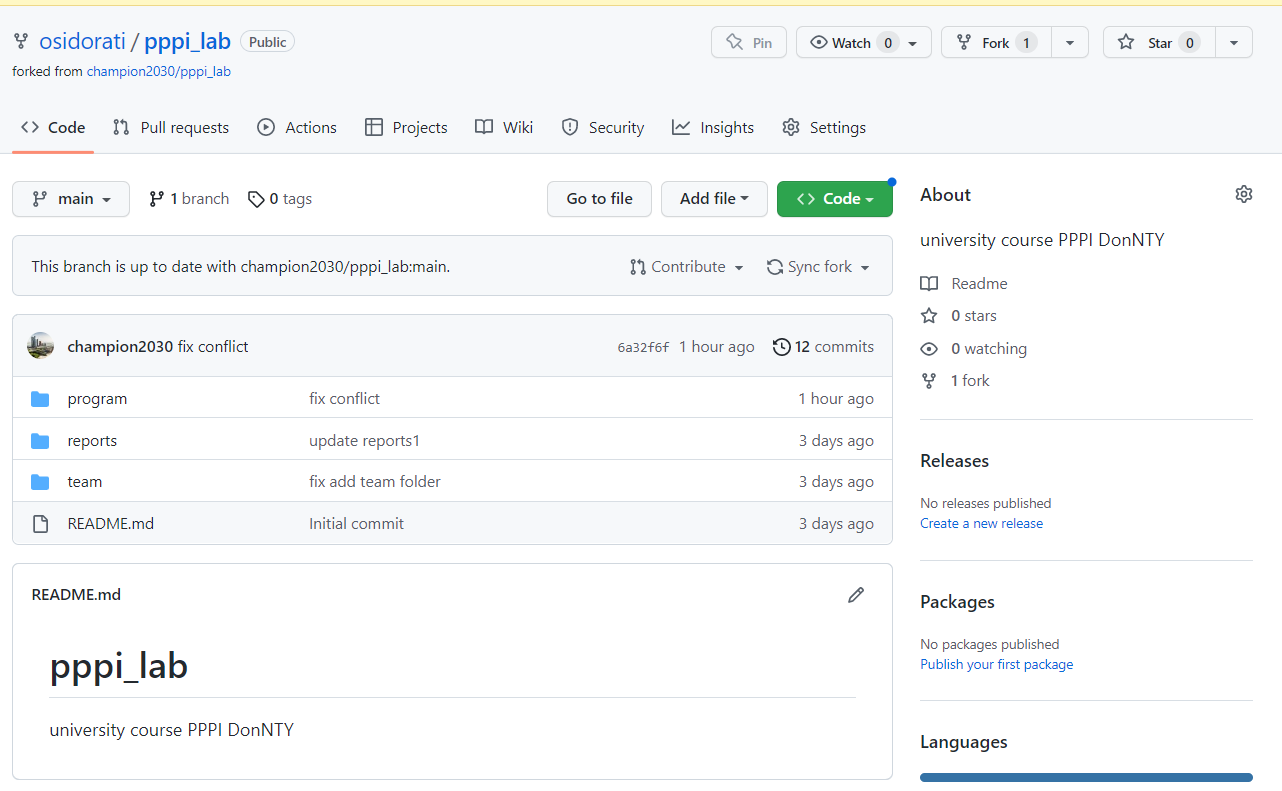 osidorati / pppi_lab Public
Pin Watch 0 Fork 1 Star 0
forked from champion2030/pppi_lab
Code Pull requests Actions Projects Wiki Security Insights Settings
main 1 branch 0 tags Go to file Add file Code
This branch is up to date with champion2030/pppi_lab:main. Contribute Sync fork
champion2030 fix conflict 6a32f6f 1 hour ago 12 commits
program fix conflict 1 hour ago
reports update reports1 3 days ago
team fix add team folder 3 days ago
README.md Initial commit 3 days ago
README.md
pppi_lab
university course PPPI DonNTY
About
university course PPPI DonNTY
Readme
0 stars
0 watching
1 fork
Releases
No releases published
Create a new release
Packages
No packages published
Publish your first package
Languages